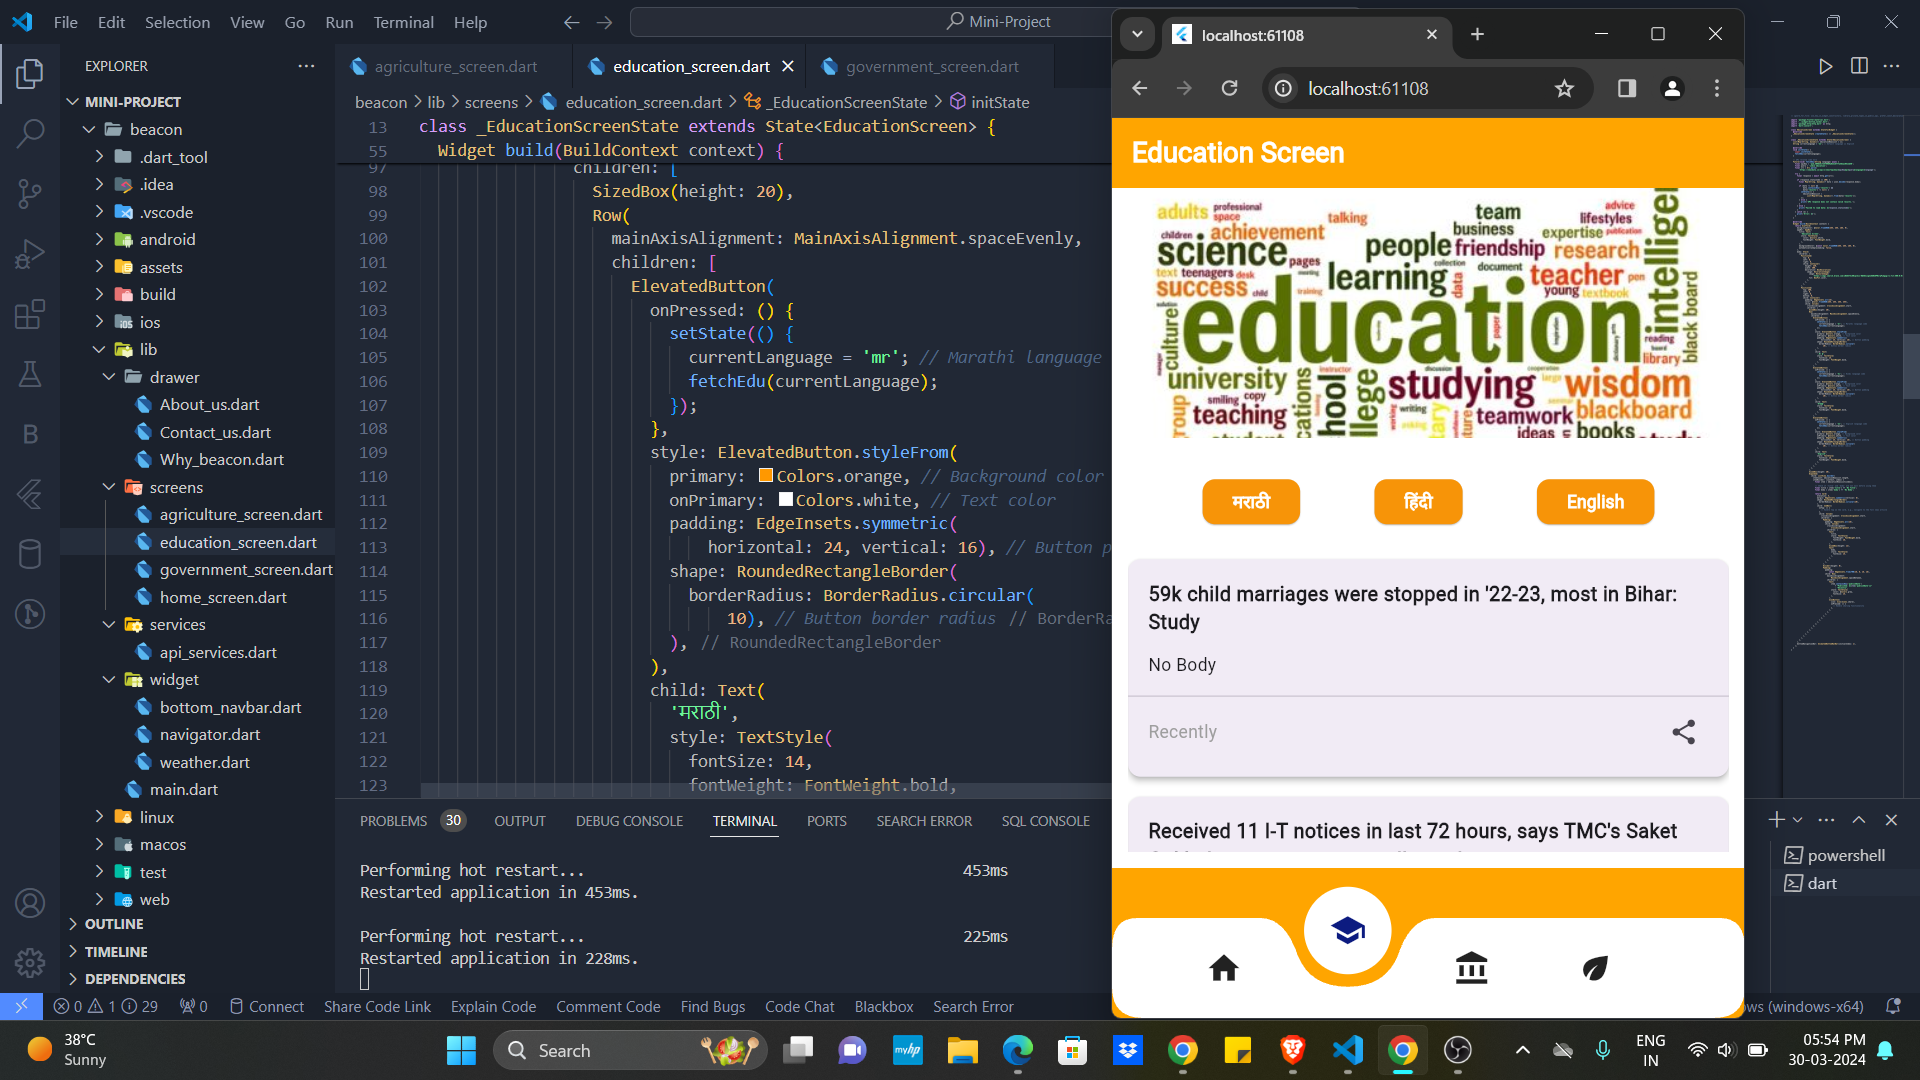 File Edit Selection View Go Run Terminal Help
Mini-Project
EXPLORER
MINI-PROJECT
beacon
.dart_tool
.idea
.vscode
android
assets
build
ios
lib
drawer
About_us.dart
Contact_us.dart
Why_beacon.dart
screens
agriculture_screen.dart
education_screen.dart
government_screen.dart
home_screen.dart
services
api_services.dart
widget
bottom_navbar.dart
navigator.dart
weather.dart
main.dart
linux
macos
test
web
OUTLINE
TIMELINE
DEPENDENCIES
agriculture_screen.dart education_screen.dart government_screen.dart
beacon > lib > screens > education_screen.dart > _EducationScreenState > initState
13 class _EducationScreenState extends State<EducationScreen> {
55 Widget build(BuildContext context) {
97 children: [
98 SizedBox(height: 20),
99 Row(
100 mainAxisAlignment: MainAxisAlignment.spaceEvenly,
101 children: [
102 ElevatedButton(
103 onPressed: () {
104 setState(() {
105 currentLanguage = 'mr'; // Marathi language
106 fetchEdu(currentLanguage);
107 });
108 },
109 style: ElevatedButton.styleFrom(
110 primary: Colors.orange, // Background color
111 onPrimary: Colors.white, // Text color
112 padding: EdgeInsets.symmetric(
113 horizontal: 24, vertical: 16), // Button p
114 shape: RoundedRectangleBorder(
115 borderRadius: BorderRadius.circular(
116 10), // Button border radius // BorderRa
117 ), // RoundedRectangleBorder
118 ),
119 child: Text(
120 'मराठी',
121 style: TextStyle(
122 fontSize: 14,
123 fontWeight: FontWeight.bold,
PROBLEMS 30 OUTPUT DEBUG CONSOLE TERMINAL PORTS SEARCH ERROR SQL CONSOLE
Performing hot restart... 453ms
Restarted application in 453ms.
Performing hot restart... 225ms
Restarted application in 228ms.
powershell
dart
0 1 29 0 Connect Share Code Link Explain Code Comment Code Find Bugs Code Chat Blackbox Search Error
ws (windows-x64)
localhost:61108
localhost:61108
Education Screen
adults professional space talking team business advice lifestyles
children achievement expertise publication
science pages people friendship research
text teenagers desk learning document teacher pen
success child training data young textbook
culture education intelligen
black board
reading
library
university studying wisdom
smiling copy writing blackboard
teaching teamwork
group hool llege cations
ideas books
मराठी हिंदी English
59k child marriages were stopped in '22-23, most in Bihar:
Study
No Body
Recently
Received 11 I-T notices in last 72 hours, says TMC's Saket
38°C
Sunny
Search
myhp
ENG
IN
05:54 PM
30-03-2024